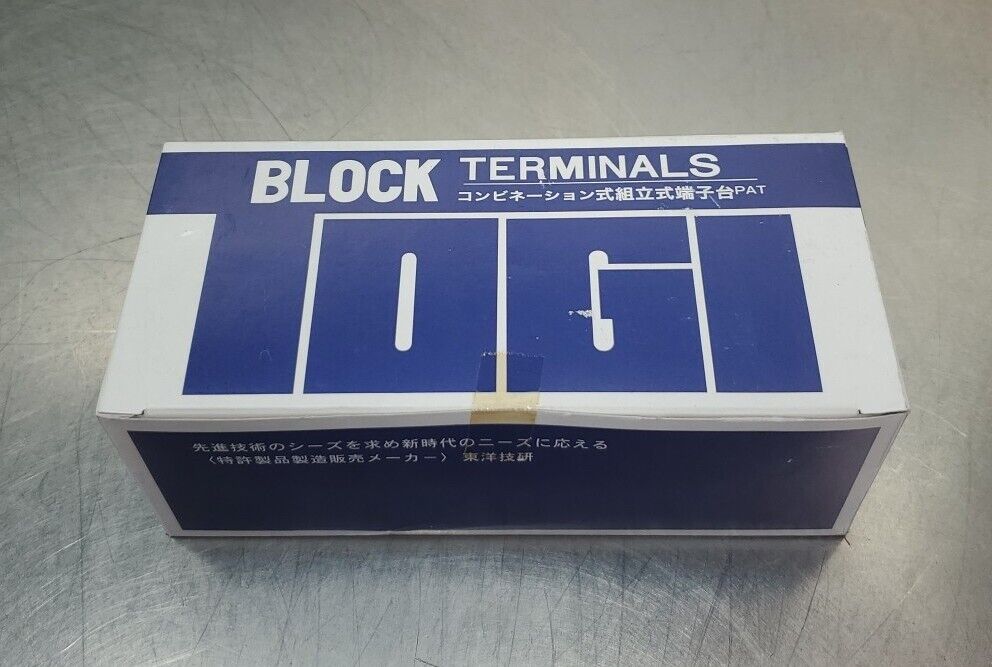 BLOCK TERMINALS
コンビネーション式組立式端子台PAT
TOGI
先進技術のシーズを求め新時代のニーズに応える
〈特許製品製造販売メーカー〉 東洋技研